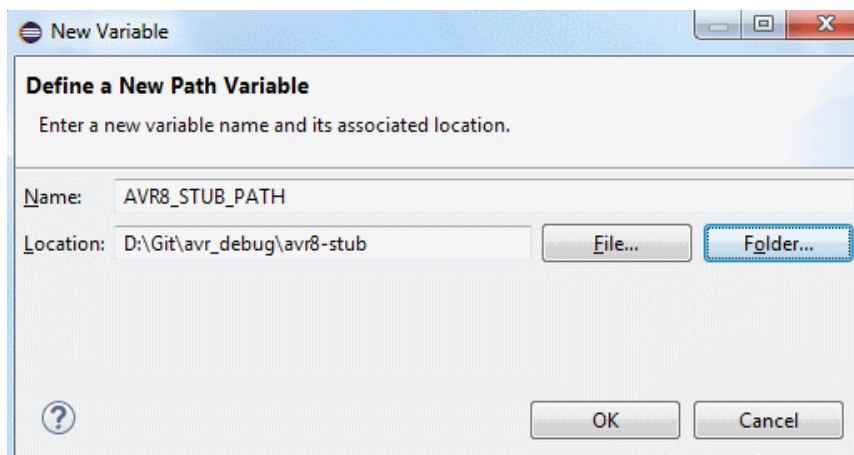 New Variable
Define a New Path Variable
Enter a new variable name and its associated location.
Name: AVR8_STUB_PATH
Location: D:\Git\avr_debug\avr8-stub File... Folder...
? OK Cancel